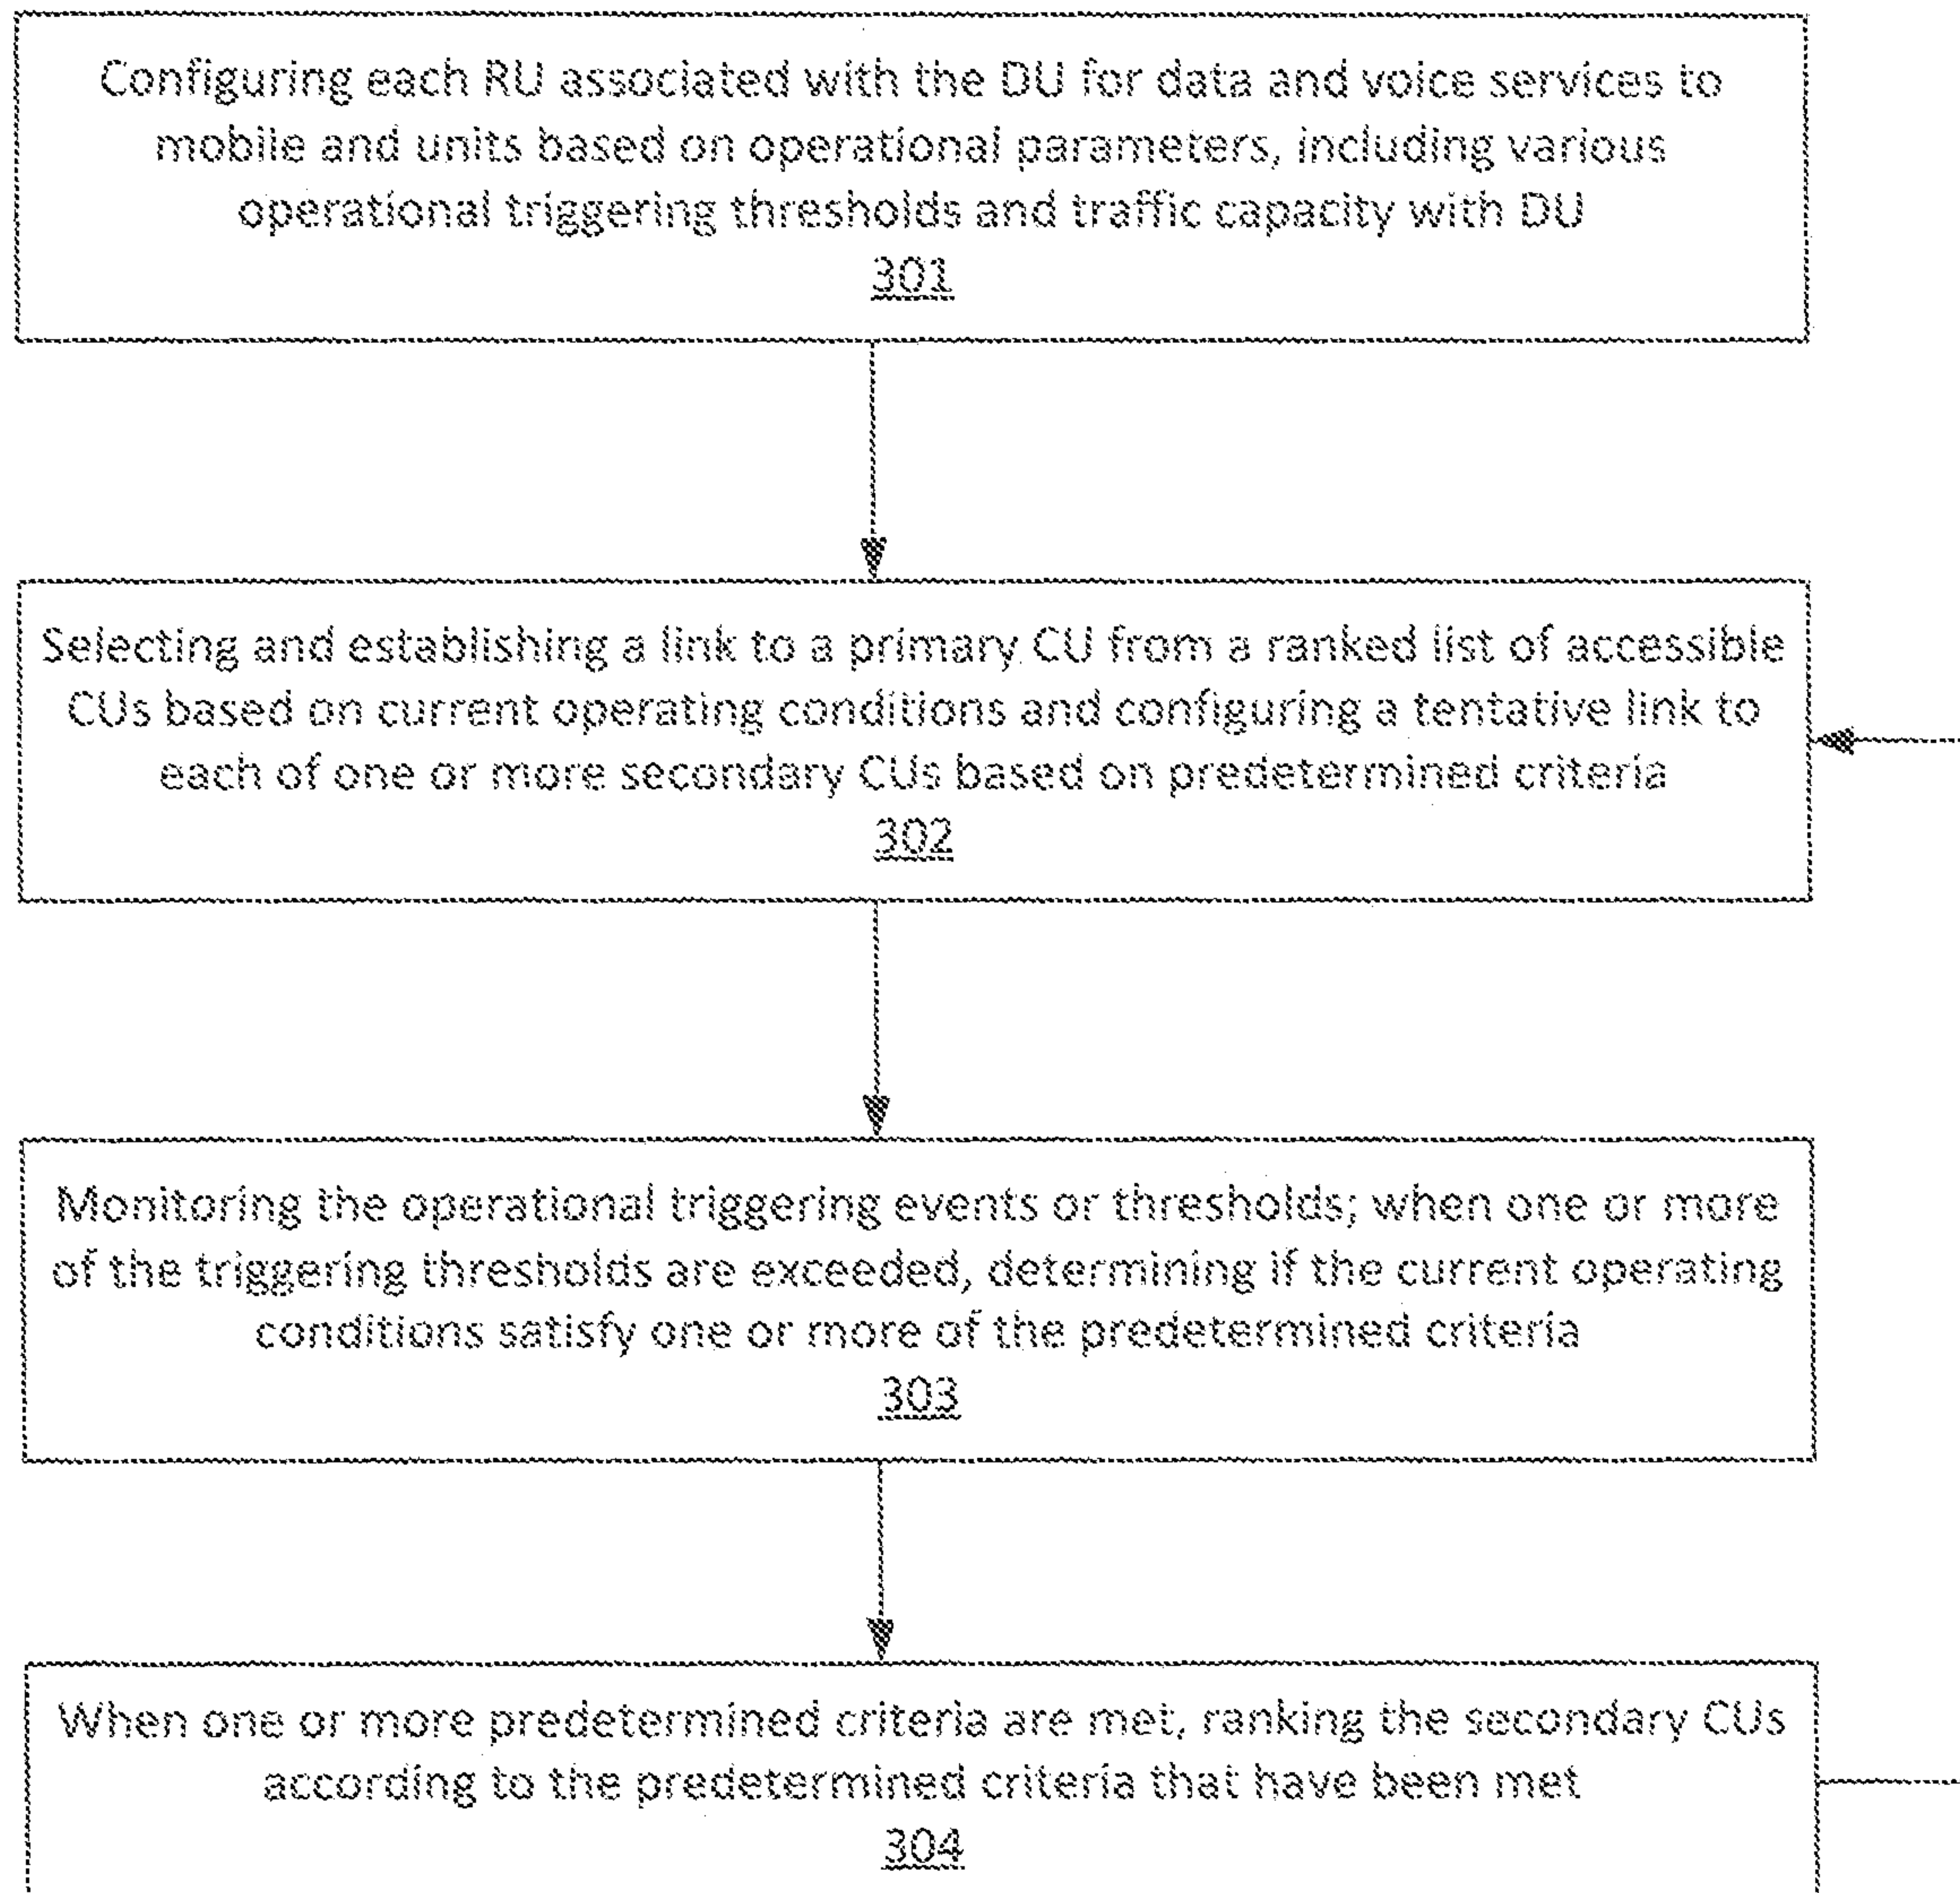 Configuring each RU associated with the DU for data and voice services to
mobile and units based on operational parameters, including various
operational triggering thresholds and traffic capacity with DU
301
Selecting and establishing a link to a primary CU from a ranked list of accessible
CUs based on current operating conditions and configuring a tentative link to
each of one or more secondary CUs based on predetermined criteria
302
Monitoring the operational triggering events or thresholds; when one or more
of the triggering thresholds are exceeded, determining if the current operating
conditions satisfy one or more of the predetermined criteria
303
When one or more predetermined criteria are met, ranking the secondary CUs
according to the predetermined criteria that have been met
304